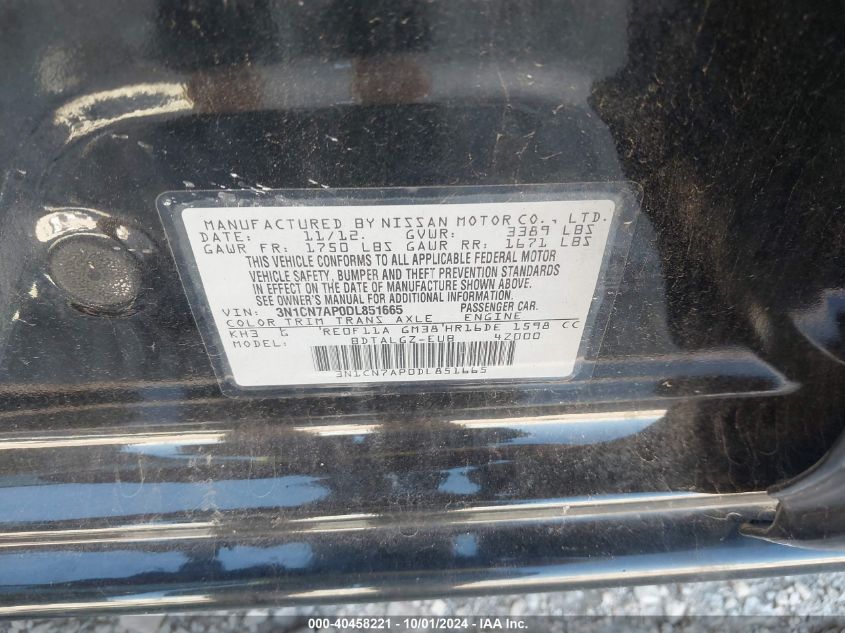 MANUFACTURED BY NISSAN MOTOR CO., LTD.
DATE: 11/12. GVWR: 3389 LBS
GAWR FR: 1750 LBS GAWR RR: 1671 LBS
THIS VEHICLE CONFORMS TO ALL APPLICABLE FEDERAL MOTOR
VEHICLE SAFETY, BUMPER AND THEFT PREVENTION STANDARDS
IN EFFECT ON THE DATE OF MANUFACTURE SHOWN ABOVE.
SEE OWNER'S MANUAL FOR ADDITIONAL INFORMATION.
VIN: 3N1CN7AP0DL851665 PASSENGER CAR.
COLOR TRIM TRANS AXLE ENGINE
KH3 G RE0F11A GM38 HR16DE 1598 CC
MODEL: BDTALGZ-EUB 4Z000
3N1CN7AP0DL851665
000-40458221 - 10/01/2024 - IAA Inc.